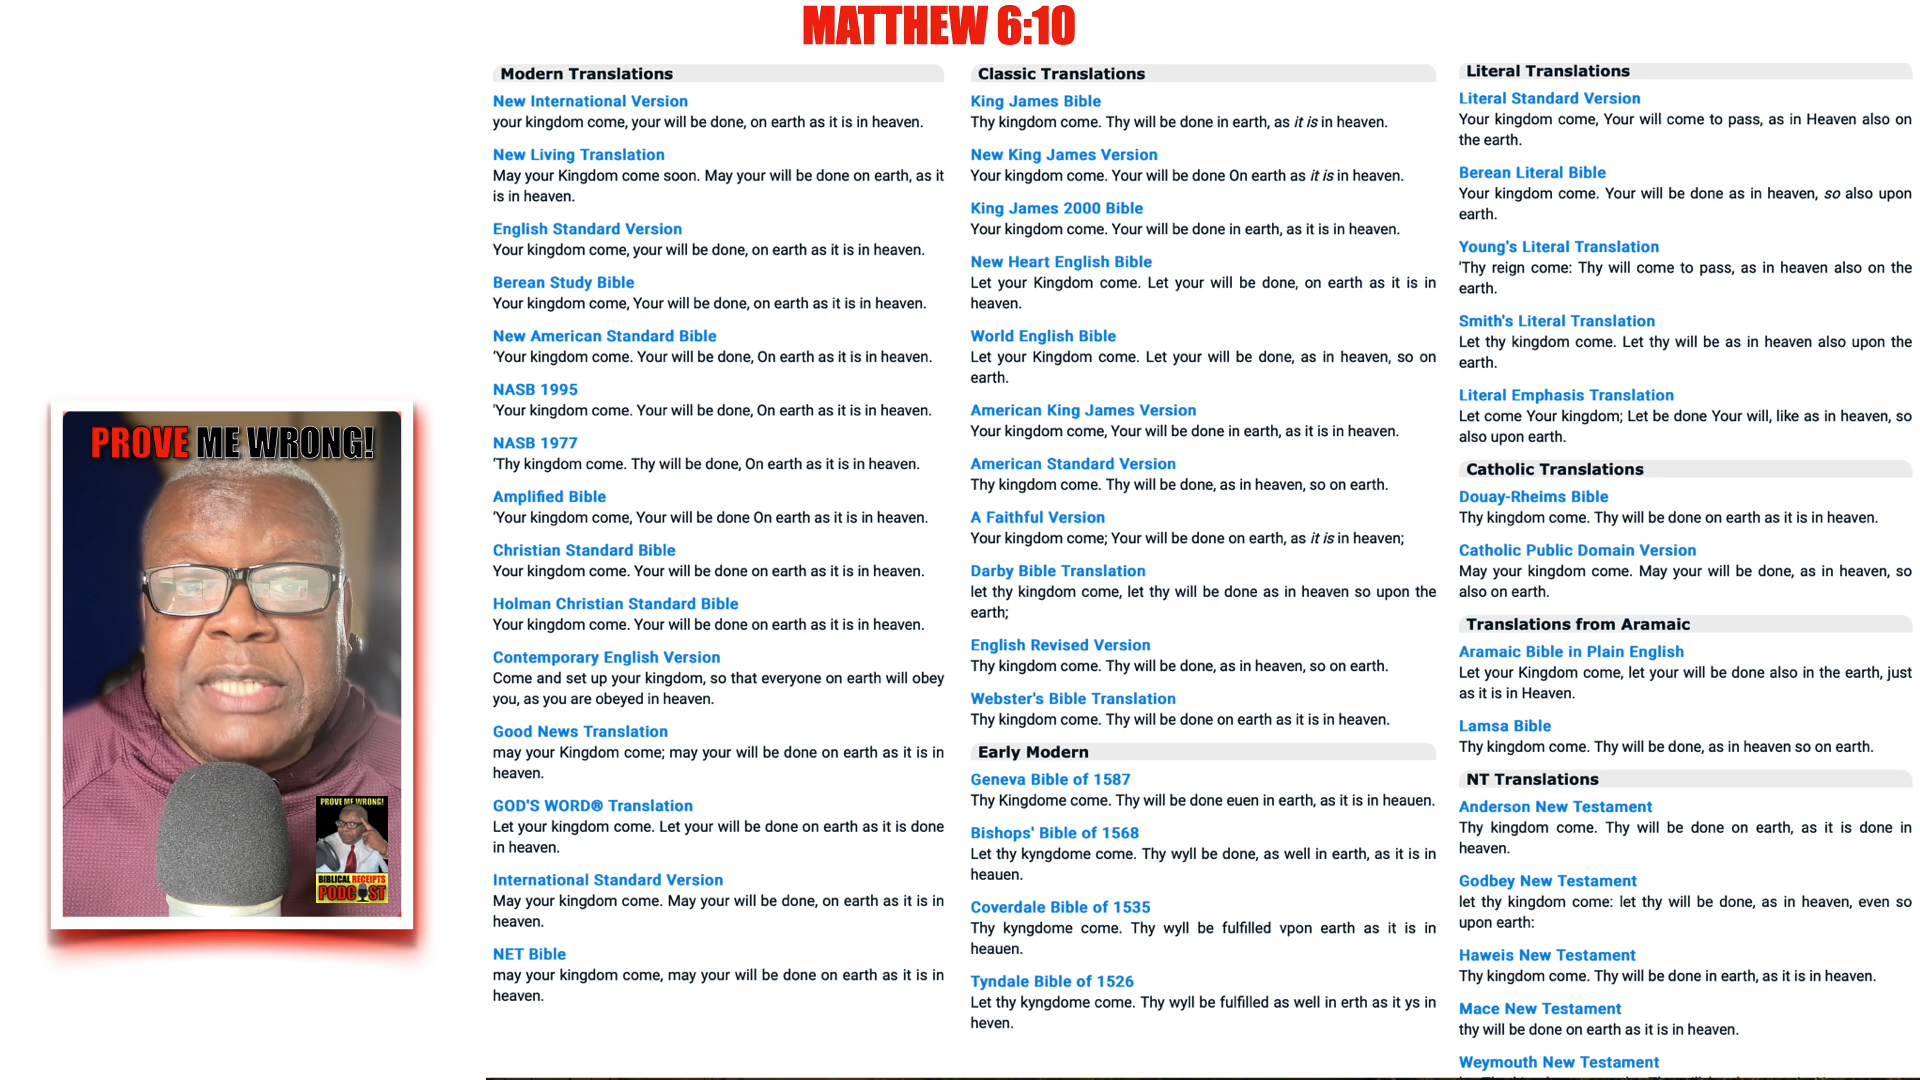 MATTHEW 6:10
PROVE ME WRONG!
PROVE ME WRONG!
BIBLICAL RECEIPTS
PODCAST
Modern Translations
New International Version
your kingdom come, your will be done, on earth as it is in heaven.
New Living Translation
May your Kingdom come soon. May your will be done on earth, as it
is in heaven.
English Standard Version
Your kingdom come, your will be done, on earth as it is in heaven.
Berean Study Bible
Your kingdom come, Your will be done, on earth as it is in heaven.
New American Standard Bible
‘Your kingdom come. Your will be done, On earth as it is in heaven.
NASB 1995
'Your kingdom come. Your will be done, On earth as it is in heaven.
NASB 1977
‘Thy kingdom come. Thy will be done, On earth as it is in heaven.
Amplified Bible
‘Your kingdom come, Your will be done On earth as it is in heaven.
Christian Standard Bible
Your kingdom come. Your will be done on earth as it is in heaven.
Holman Christian Standard Bible
Your kingdom come. Your will be done on earth as it is in heaven.
Contemporary English Version
Come and set up your kingdom, so that everyone on earth will obey
you, as you are obeyed in heaven.
Good News Translation
may your Kingdom come; may your will be done on earth as it is in
heaven.
GOD'S WORD® Translation
Let your kingdom come. Let your will be done on earth as it is done
in heaven.
International Standard Version
May your kingdom come. May your will be done, on earth as it is in
heaven.
NET Bible
may your kingdom come, may your will be done on earth as it is in
heaven.
Classic Translations
King James Bible
Thy kingdom come. Thy will be done in earth, as it is in heaven.
New King James Version
Your kingdom come. Your will be done On earth as it is in heaven.
King James 2000 Bible
Your kingdom come. Your will be done in earth, as it is in heaven.
New Heart English Bible
Let your Kingdom come. Let your will be done, on earth as it is in
heaven.
World English Bible
Let your Kingdom come. Let your will be done, as in heaven, so on
earth.
American King James Version
Your kingdom come, Your will be done in earth, as it is in heaven.
American Standard Version
Thy kingdom come. Thy will be done, as in heaven, so on earth.
A Faithful Version
Your kingdom come; Your will be done on earth, as it is in heaven;
Darby Bible Translation
let thy kingdom come, let thy will be done as in heaven so upon the
earth;
English Revised Version
Thy kingdom come. Thy will be done, as in heaven, so on earth.
Webster's Bible Translation
Thy kingdom come. Thy will be done on earth as it is in heaven.
Early Modern
Geneva Bible of 1587
Thy Kingdome come. Thy will be done euen in earth, as it is in heauen.
Bishops' Bible of 1568
Let thy kyngdome come. Thy wyll be done, as well in earth, as it is in
heauen.
Coverdale Bible of 1535
Thy kyngdome come. Thy wyll be fulfilled vpon earth as it is in
heauen.
Tyndale Bible of 1526
Let thy kyngdome come. Thy wyll be fulfilled as well in erth as it ys in
heven.
Literal Translations
Literal Standard Version
Your kingdom come, Your will come to pass, as in Heaven also on
the earth.
Berean Literal Bible
Your kingdom come. Your will be done as in heaven, so also upon
earth.
Young's Literal Translation
'Thy reign come: Thy will come to pass, as in heaven also on the
earth.
Smith's Literal Translation
Let thy kingdom come. Let thy will be as in heaven also upon the
earth.
Literal Emphasis Translation
Let come Your kingdom; Let be done Your will, like as in heaven, so
also upon earth.
Catholic Translations
Douay-Rheims Bible
Thy kingdom come. Thy will be done on earth as it is in heaven.
Catholic Public Domain Version
May your kingdom come. May your will be done, as in heaven, so
also on earth.
Translations from Aramaic
Aramaic Bible in Plain English
Let your Kingdom come, let your will be done also in the earth, just
as it is in Heaven.
Lamsa Bible
Thy kingdom come. Thy will be done, as in heaven so on earth.
NT Translations
Anderson New Testament
Thy kingdom come. Thy will be done on earth, as it is done in
heaven.
Godbey New Testament
let thy kingdom come: let thy will be done, as in heaven, even so
upon earth:
Haweis New Testament
Thy kingdom come. Thy will be done in earth, as it is in heaven.
Mace New Testament
thy will be done on earth as it is in heaven.
Weymouth New Testament